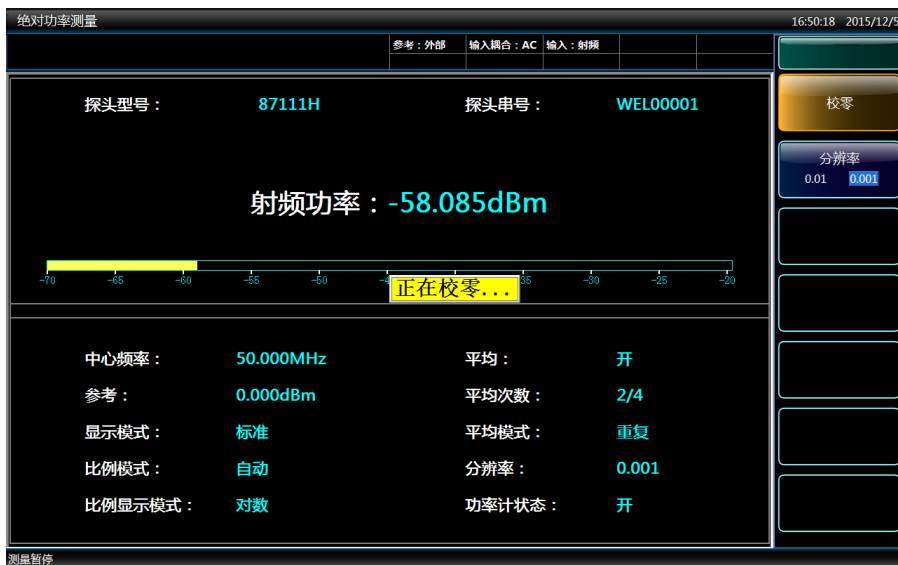 绝对功率测量 16:50:18 2015/12/5
参考：外部 输入耦合：AC 输入：射频
校零
探头型号： 87111H 探头串号： WEL00001
分辨率
0.01 0.001
射频功率：-58.085dBm
-70 -65 -60 -55 -50 -4 35 -30 -25 -20
正在校零...
中心频率： 50.000MHz 平均： 开
参考： 0.000dBm 平均次数： 2/4
显示模式： 标准 平均模式： 重复
比例模式： 自动 分辨率： 0.001
比例显示模式： 对数 功率计状态： 开
测量暂停